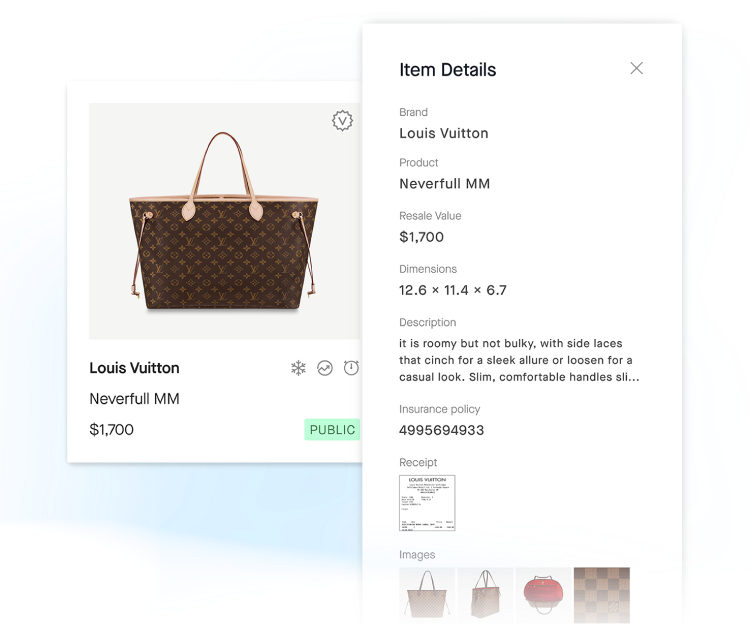 Louis Vuitton
Neverfull MM
$1,700
PUBLIC
Item Details
Brand
Louis Vuitton
Product
Neverfull MM
Resale Value
$1,700
Dimensions
12.6 × 11.4 × 6.7
Description
it is roomy but not bulky, with side laces
that cinch for a sleek allure or loosen for a
casual look. Slim, comfortable handles sli...
Insurance policy
4995694933
Receipt
LOUIS VUITTON
Images